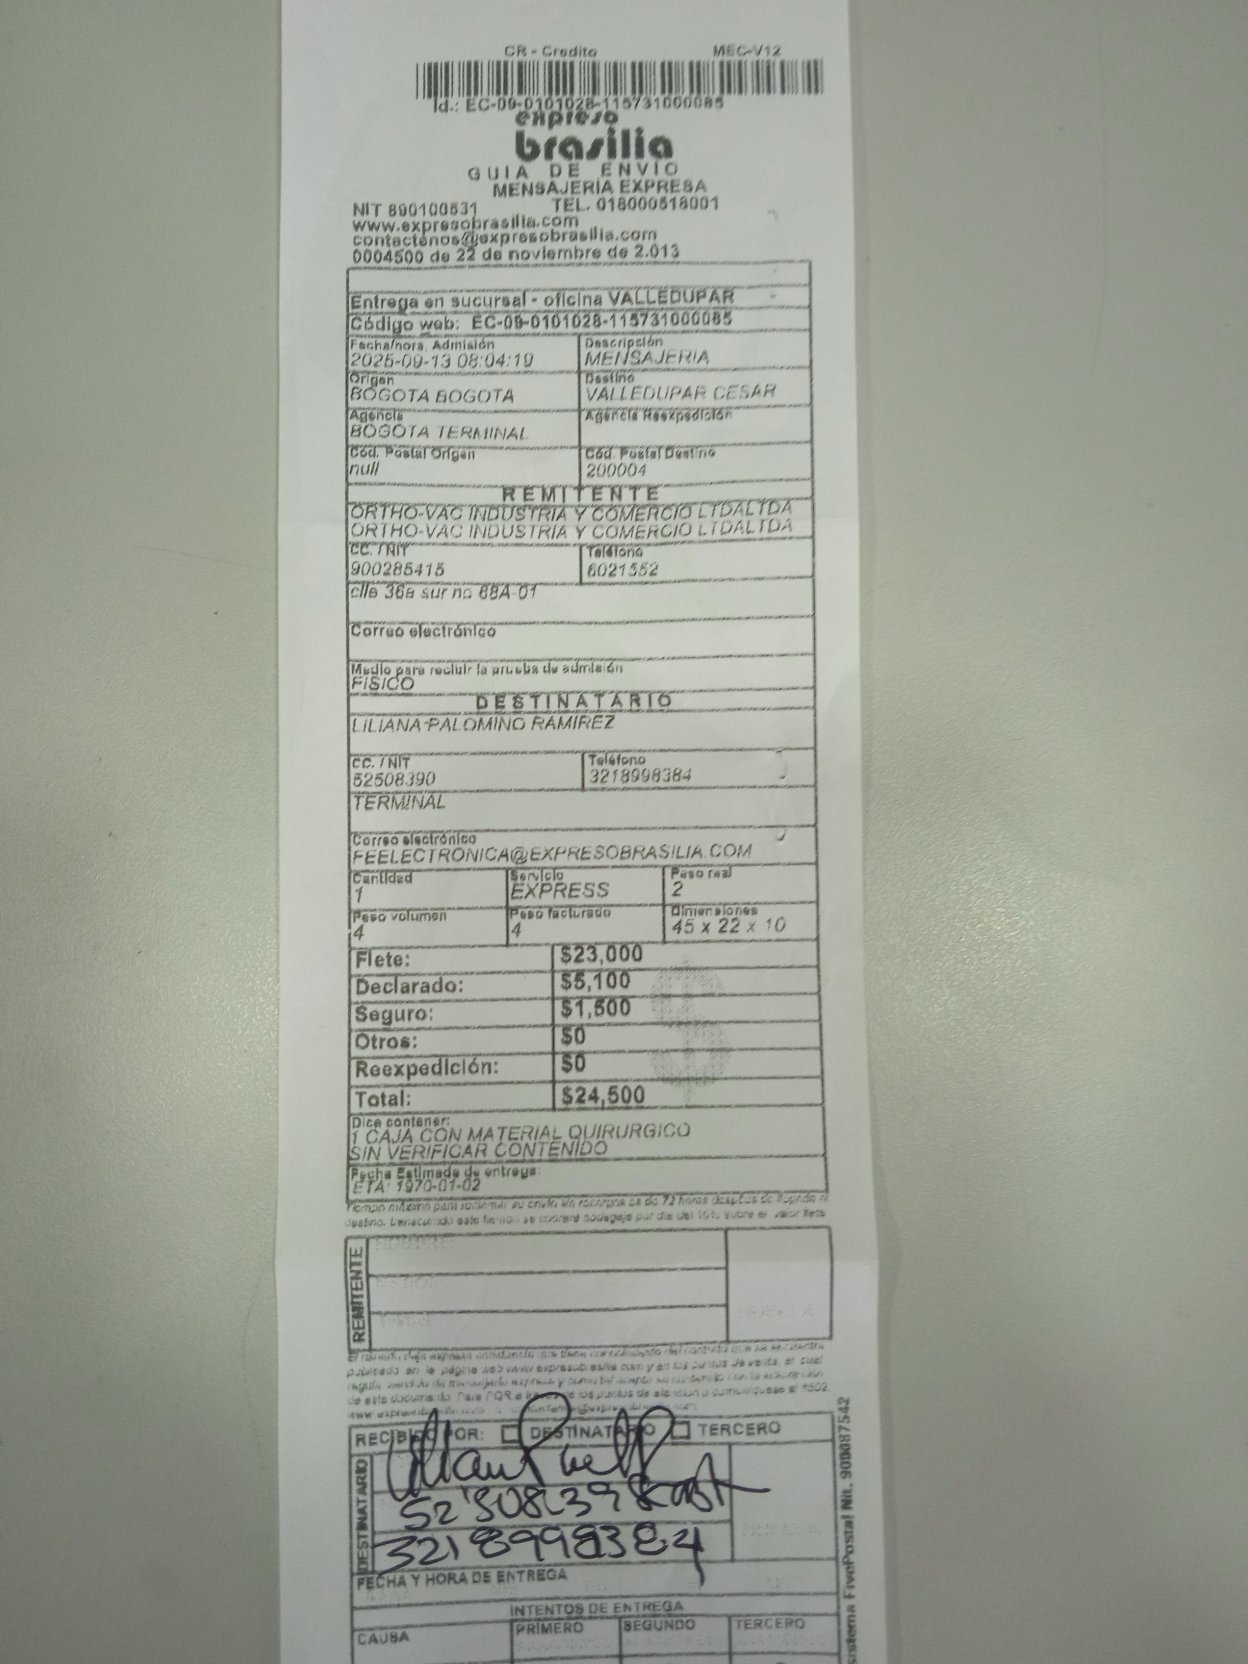 CR - Credito MEC-V12
Id.: EC-09-0101028-115731000085
expreso
brasilia
GUIA DE ENVIO
MENSAJERÍA EXPRESA
NIT 890100531 TEL. 018000518001
www.expresobrasilia.com
contactenos@expresobrasilia.com
0004500 de 22 de noviembre de 2.013
Entrega en sucursal - oficina VALLEDUPAR
Código web: EC-09-0101028-115731000085
Fecha/hora, Admisión Descripción
2025-09-13 08:04:19 MENSAJERIA
Origen Destino
BOGOTA BOGOTA VALLEDUPAR CESAR
Agencia Agencia Reexpedición
BOGOTA TERMINAL
Cód. Postal Origen Cód. Postal Destino
null 200004
REMITENTE
ORTHO-VAC INDUSTRIA Y COMERCIO LTDALTDA
ORTHO-VAC INDUSTRIA Y COMERCIO LTDALTDA
CC. / NIT Teléfono
900285415 6021552
clle 36a sur no 68A-01
Correo electrónico
Medio para recibir la prueba de admisión
FISICO
DESTINATARIO
LILIANA PALOMINO RAMIREZ
CC. / NIT Teléfono
52508390 3218998384
TERMINAL
Correo electrónico
FEELECTRONICA@EXPRESOBRASILIA.COM
Cantidad Servicio Peso real
1 EXPRESS 2
Peso volumen Peso facturado Dimensiones
4 4 45 x 22 x 10
Flete: $23,000
Declarado: $5,100
Seguro: $1,500
Otros: $0
Reexpedición: $0
Total: $24,500
Dice contener:
1 CAJA CON MATERIAL QUIRURGICO
SIN VERIFICAR CONTENIDO
Fecha Estimada de entrega:
ETA: 1970-01-02
REMITENTE
RECIBIDO POR: DESTINATARIO TERCERO
DESTINATARIO
3218998384
FECHA Y HORA DE ENTREGA
INTENTOS DE ENTREGA
CAUSA PRIMERO SEGUNDO TERCERO
sistema FivePostal Nit. 900087542